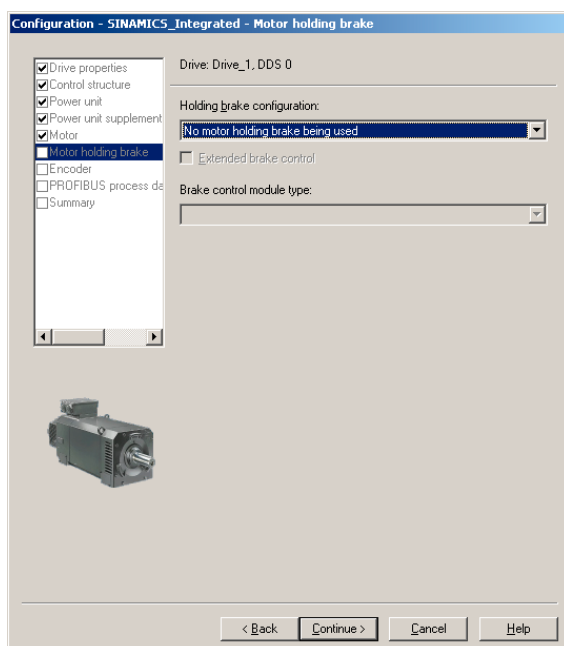 Configuration - SINAMICS_Integrated - Motor holding brake
Drive properties
Control structure
Power unit
Power unit supplement
Motor
Motor holding brake
Encoder
PROFIBUS process da
Summary
Drive: Drive_1, DDS 0
Holding brake configuration:
No motor holding brake being used
Extended brake control
Brake control module type:
< Back
Continue >
Cancel
Help